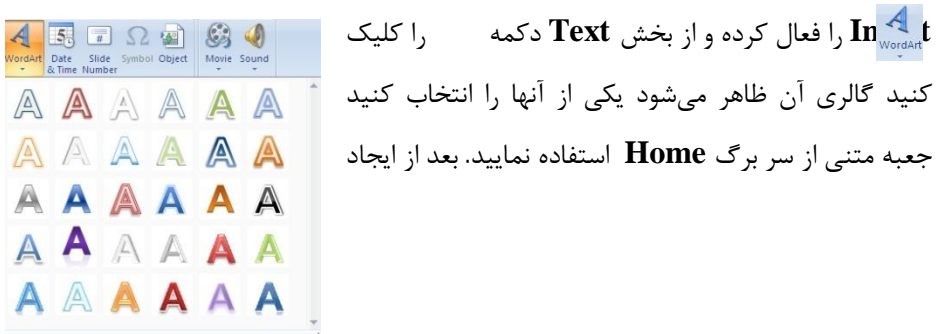 WordArt
Date & Time
Slide Number
Symbol
Object
Movie
Sound
را فعال کرده و از بخش Text دکمه را کلیک
WordArt
کنید گالری آن ظاهر می‌شود یکی از آنها را انتخاب کنید
جعبه متنی از سر برگ Home استفاده نمایید. بعد از ایجاد